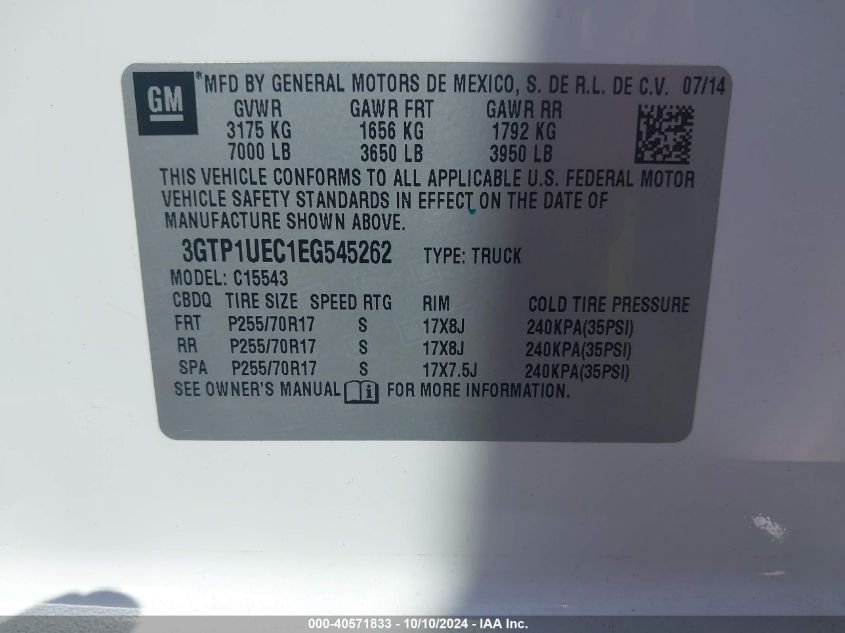 GM
®MFD BY GENERAL MOTORS DE MEXICO, S. DE R.L. DE C.V. 07/14
GVWR GAWR FRT GAWR RR
3175 KG 1656 KG 1792 KG
7000 LB 3650 LB 3950 LB
THIS VEHICLE CONFORMS TO ALL APPLICABLE U.S. FEDERAL MOTOR
VEHICLE SAFETY STANDARDS IN EFFECT ON THE DATE OF
MANUFACTURE SHOWN ABOVE.
3GTP1UEC1EG545262 TYPE: TRUCK
MODEL: C15543
CBDQ TIRE SIZE SPEED RTG RIM COLD TIRE PRESSURE
FRT P255/70R17 S 17X8J 240KPA(35PSI)
RR P255/70R17 S 17X8J 240KPA(35PSI)
SPA P255/70R17 S 17X7.5J 240KPA(35PSI)
SEE OWNER'S MANUAL i FOR MORE INFORMATION.
000-40571833 - 10/10/2024 - IAA Inc.